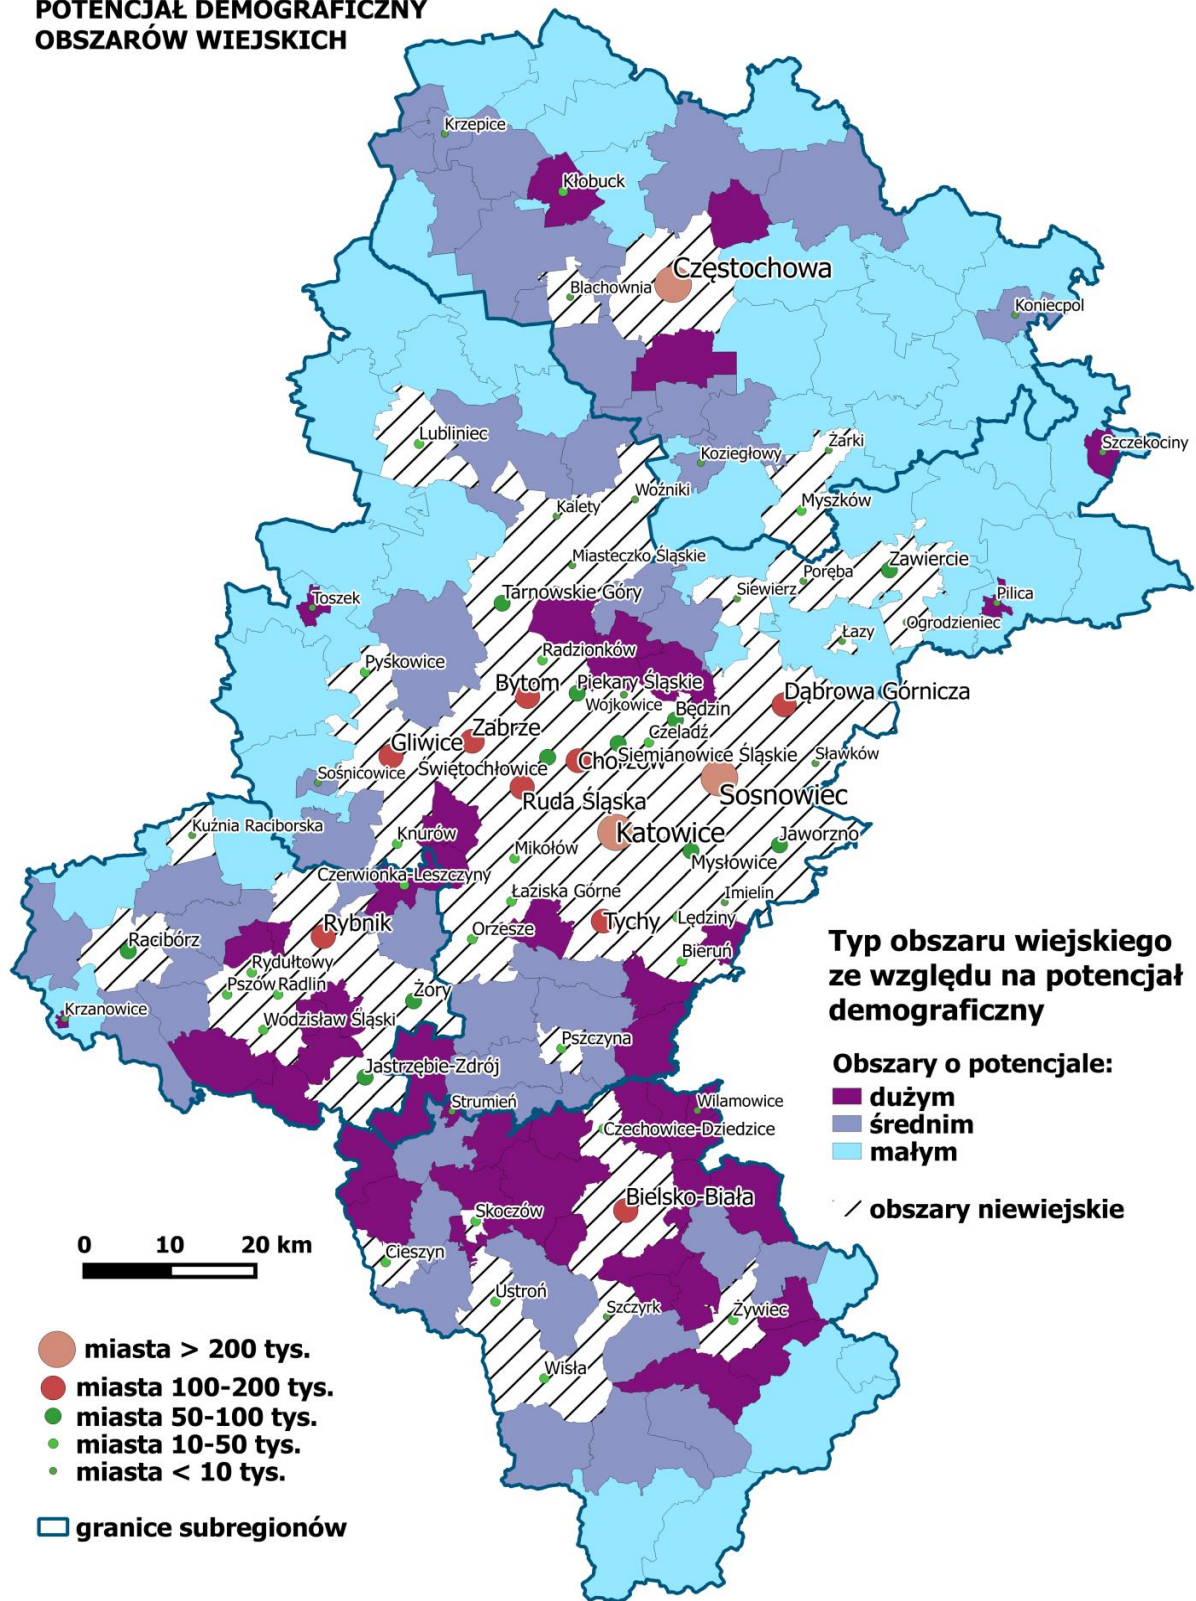 POTENCJAŁ DEMOGRAFICZNY
OBSZARÓW WIEJSKICH
Krzepice
Kłobuck
Częstochowa
Blachownia
Koniecpol
Lubliniec
Szczekociny
Żarki
Koziegłowy
Woźniki
Myszków
Kalety
Miasteczko Śląskie
Zawiercie
Poręba
Siewierz
Tarnowskie Góry
Toszek
Pilica
Ogrodzieniec
Łazy
Radzionków
Pyskowice
Bytom
Piekary Śląskie
Dąbrowa Górnicza
Wojkowice
Będzin
Zabrze
Czeladź
Gliwice
Chorzów
Siemianowice Śląskie
Sławków
Sośnicowice
Świętochłowice
Sosnowiec
Ruda Śląska
Kuźnia Raciborska
Katowice
Knurów
Jaworzno
Mikołów
Mysłowice
Czerwionka-Leszczyny
Łaziska Górne
Imielin
Rybnik
Tychy
Lędziny
Orzesze
Racibórz
Bieruń
Rydułtowy
Pszów
Radlin
Żory
Krzanowice
Wodzisław Śląski
Pszczyna
Jastrzębie-Zdrój
Strumień
Wilamowice
Czechowice-Dziedzice
Bielsko-Biała
Skoczów
Cieszyn
Ustroń
Szczyrk
Żywiec
Wisła
Typ obszaru wiejskiego
ze względu na potencjał
demograficzny
Obszary o potencjale:
dużym
średnim
małym
obszary niewiejskie
0 10 20 km
miasta > 200 tys.
miasta 100-200 tys.
miasta 50-100 tys.
miasta 10-50 tys.
miasta < 10 tys.
granice subregionów